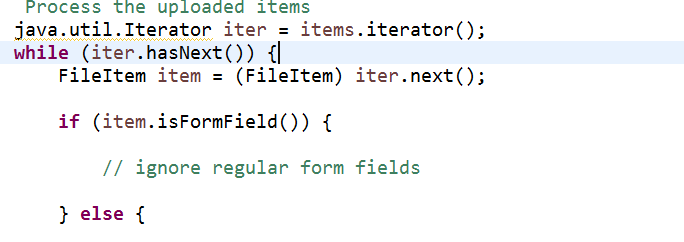 Process the uploaded items
java.util.Iterator iter = items.iterator();
while (iter.hasNext()) {
    FileItem item = (FileItem) iter.next();
    if (item.isFormField()) {
        // ignore regular form fields
    } else {